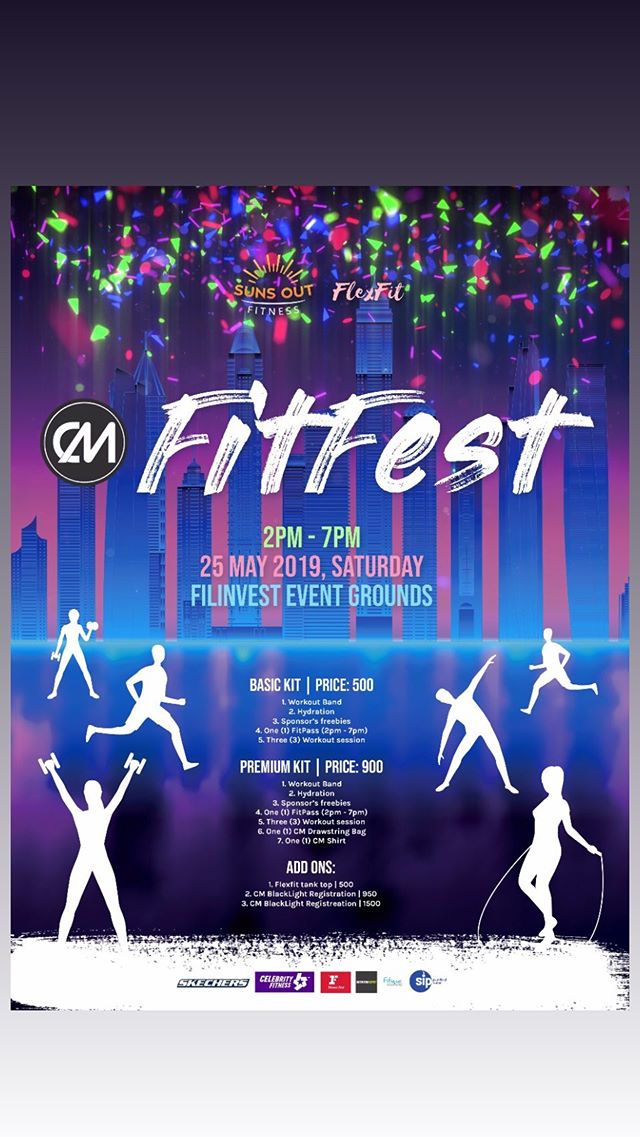 SUNS OUT
FITNESS
FlexFit
CM
FitFest
2PM - 7PM
25 MAY 2019, SATURDAY
FILINVEST EVENT GROUNDS
BASIC KIT | PRICE: 500
1. Workout Band
2. Hydration
3. Sponsor's freebies
4. One (1) FitPass (2pm - 7pm)
5. Three (3) Workout session
PREMIUM KIT | PRICE: 900
1. Workout Band
2. Hydration
3. Sponsor's freebies
4. One (1) FitPass (2pm - 7pm)
5. Three (3) Workout session
6. One (1) CM Drawstring Bag
7. One (1) CM Shirt
ADD ONS:
1. Flexfit tank top | 500
2. CM BlackLight Registration | 950
3. CM BlackLight Registreation | 1500
SKECHERS
CELEBRITY
FITNESS
Fitness First
sip